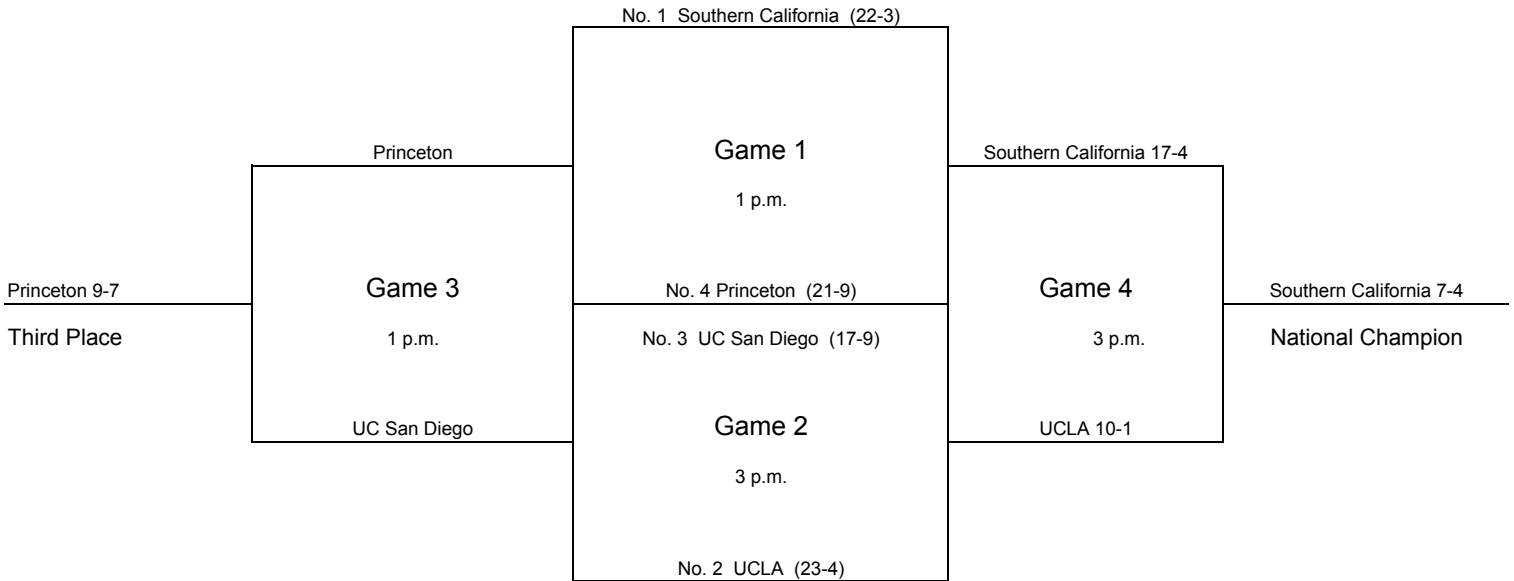 No. 1 Southern California (22-3)
Princeton
Game 1
Southern California 17-4
1 p.m.
Princeton 9-7
Game 3
No. 4 Princeton (21-9)
Game 4
Southern California 7-4
Third Place
1 p.m.
No. 3 UC San Diego (17-9)
3 p.m.
National Champion
UC San Diego
Game 2
UCLA 10-1
3 p.m.
No. 2 UCLA (23-4)